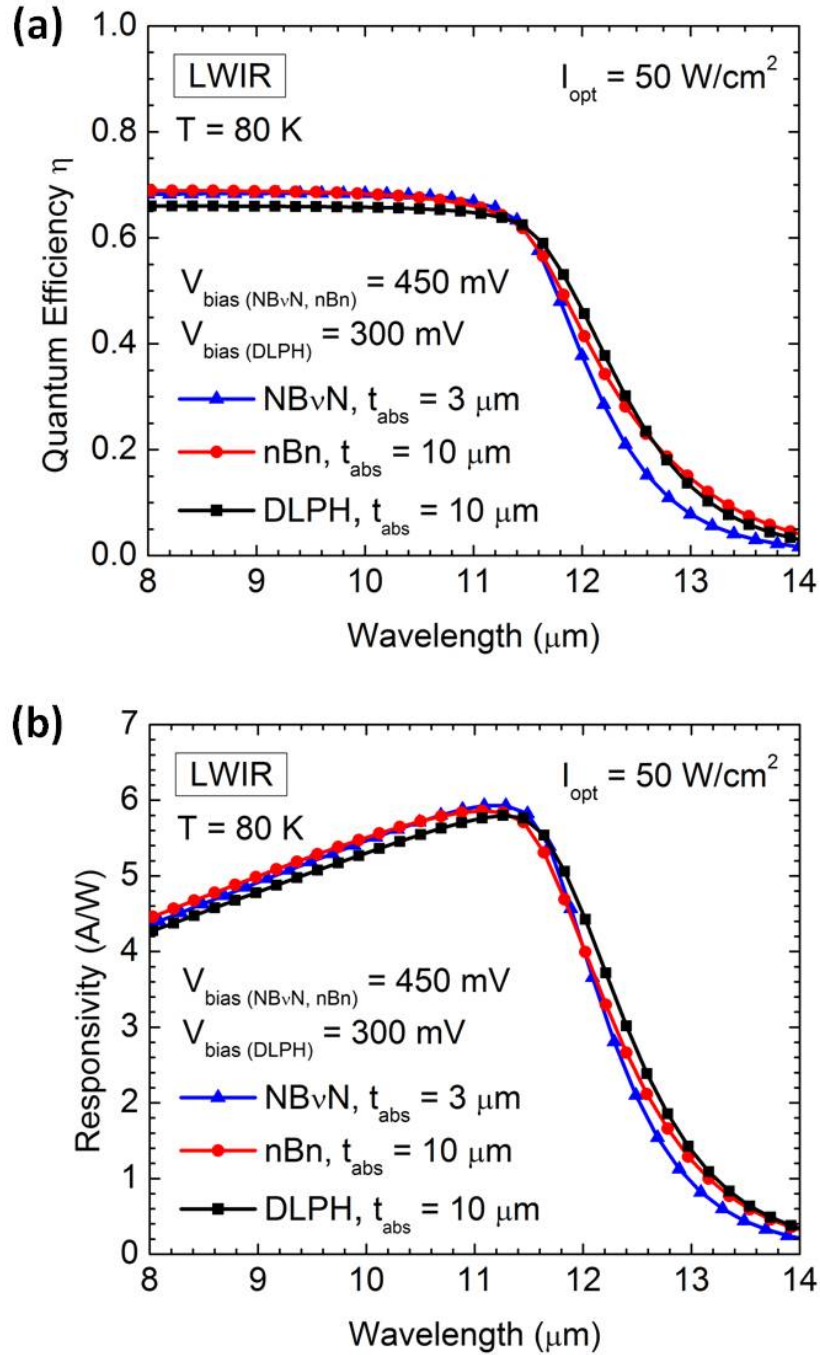 (a)
1.0
LWIR
I_opt = 50 W/cm²
0.8
T = 80 K
0.6
V_bias (NBνN, nBn) = 450 mV
V_bias (DLPH) = 300 mV
0.4
NBνN, t_abs = 3 μm
nBn, t_abs = 10 μm
0.2
DLPH, t_abs = 10 μm
0.0
Quantum Efficiency η
8 9 10 11 12 13 14
Wavelength (μm)
(b)
7
LWIR
I_opt = 50 W/cm²
6
T = 80 K
5
4
V_bias (NBνN, nBn) = 450 mV
3
V_bias (DLPH) = 300 mV
2
NBνN, t_abs = 3 μm
nBn, t_abs = 10 μm
1
DLPH, t_abs = 10 μm
0
Responsivity (A/W)
8 9 10 11 12 13 14
Wavelength (μm)